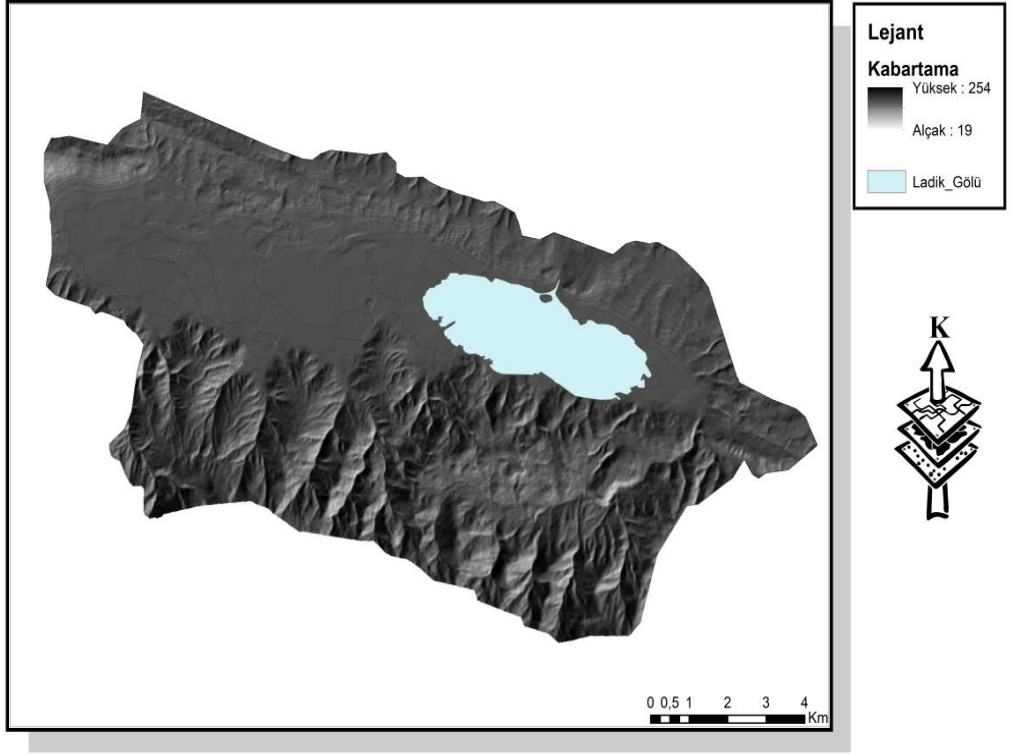 Lejant
Kabartama
Yüksek : 254
Alçak : 19
Ladik_Gölü
K
0 0,5 1 2 3 4
Km